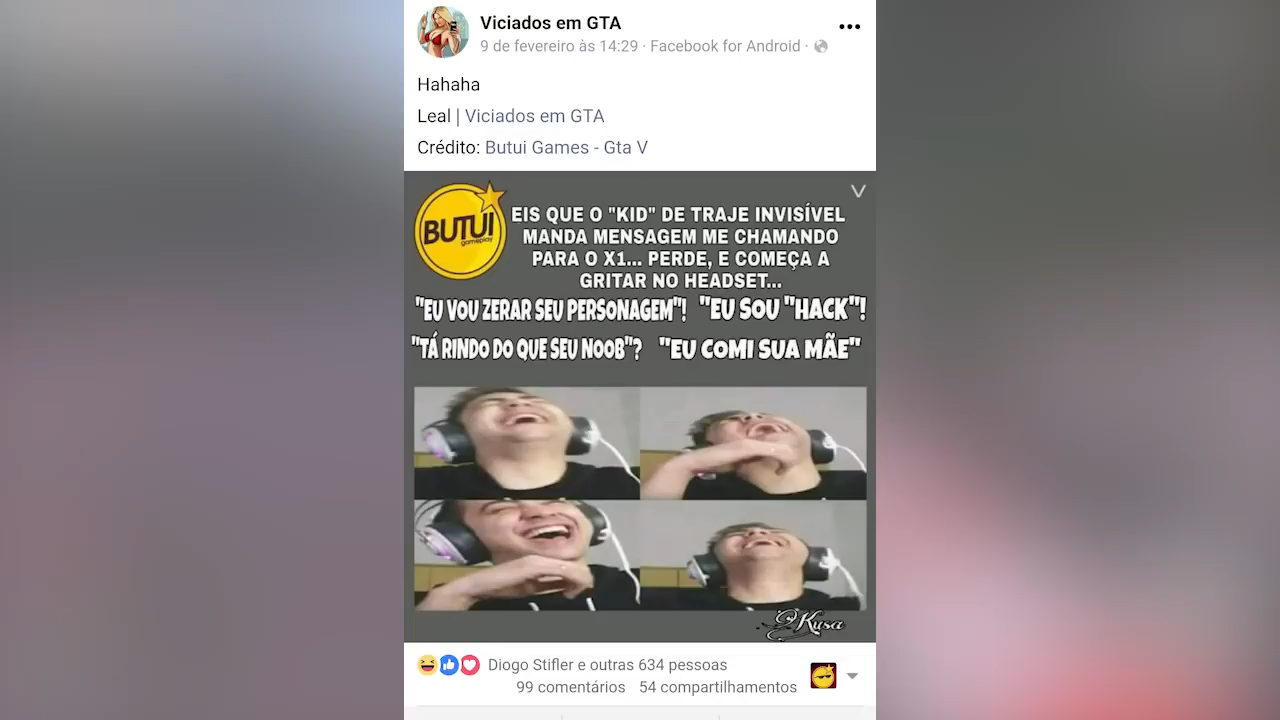 Viciados em GTA
9 de fevereiro às 14:29 · Facebook for Android ·
Hahaha
Leal | Viciados em GTA
Crédito: Butui Games - Gta V
BUTUI
gameplay
EIS QUE O "KID" DE TRAJE INVISÍVEL
MANDA MENSAGEM ME CHAMANDO
PARA O X1... PERDE, E COMEÇA A
GRITAR NO HEADSET...
"EU VOU ZERAR SEU PERSONAGEM"! "EU SOU "HACK"!
"TÁ RINDO DO QUE SEU NOOB"? "EU COMI SUA MÃE"
Kusa
Diogo Stifler e outras 634 pessoas
99 comentários 54 compartilhamentos